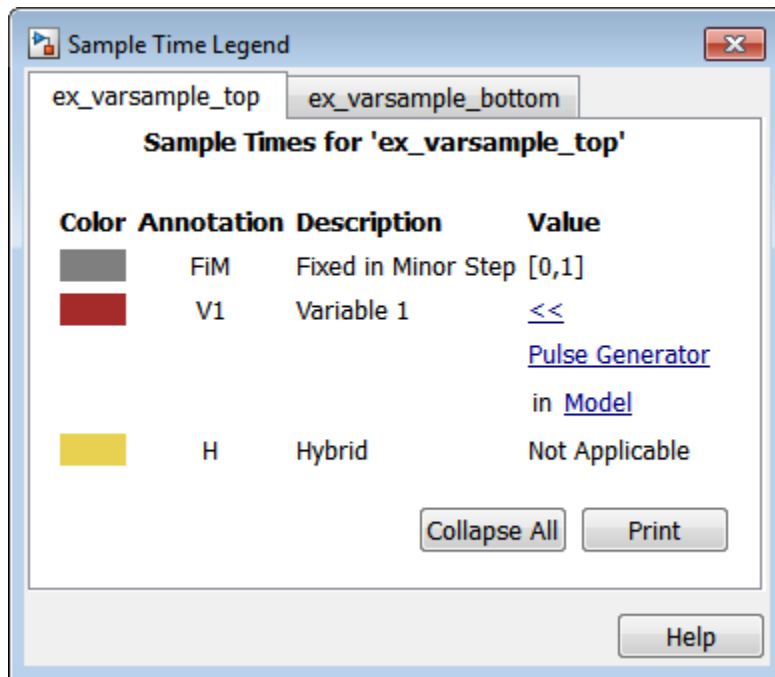 Sample Time Legend
ex_varsample_top ex_varsample_bottom
Sample Times for 'ex_varsample_top'
Color Annotation Description Value
FiM Fixed in Minor Step [0,1]
V1 Variable 1 <<
Pulse Generator
in Model
H Hybrid Not Applicable
Collapse All Print
Help